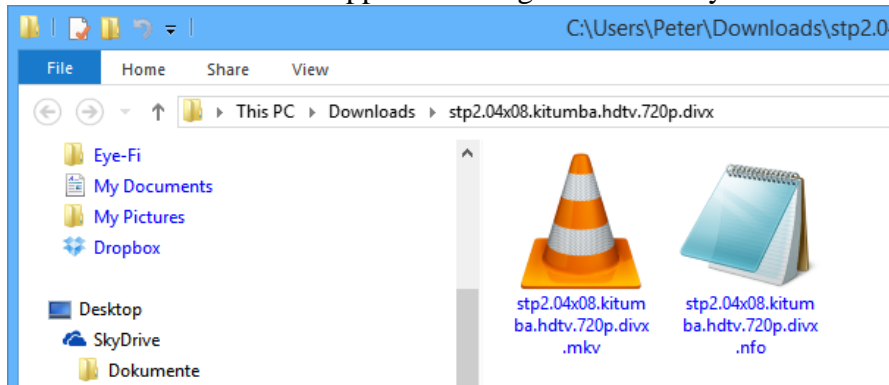 C:\Users\Peter\Downloads\stp2.0
File Home Share View
This PC Downloads stp2.04x08.kitumba.hdtv.720p.divx
Eye-Fi
My Documents
My Pictures
Dropbox
Desktop
SkyDrive
Dokumente
stp2.04x08.kitum
ba.hdtv.720p.divx
.mkv
stp2.04x08.kitum
ba.hdtv.720p.divx
.nfo